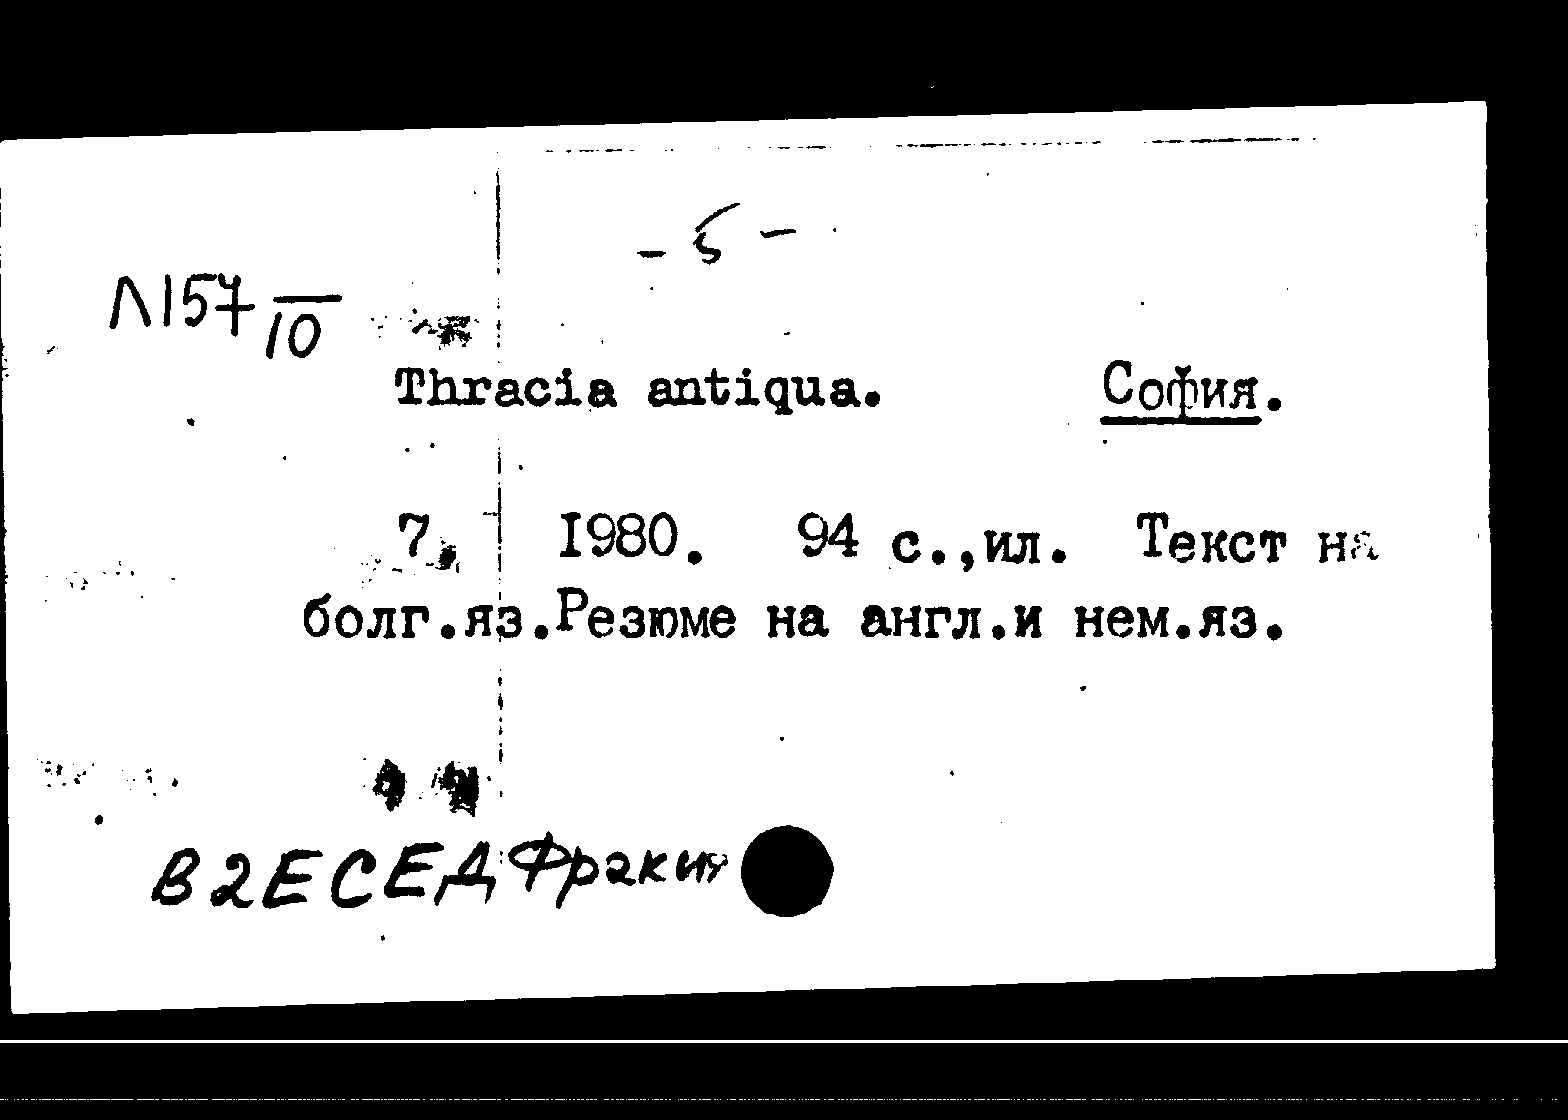 - 5 -
Л157/10
Thracia antiqua. София.
7. I980. 94 с.,ил. Текст на
болг.яз.Резюме на англ.и нем.яз.
В2ЕСЕД Фракия